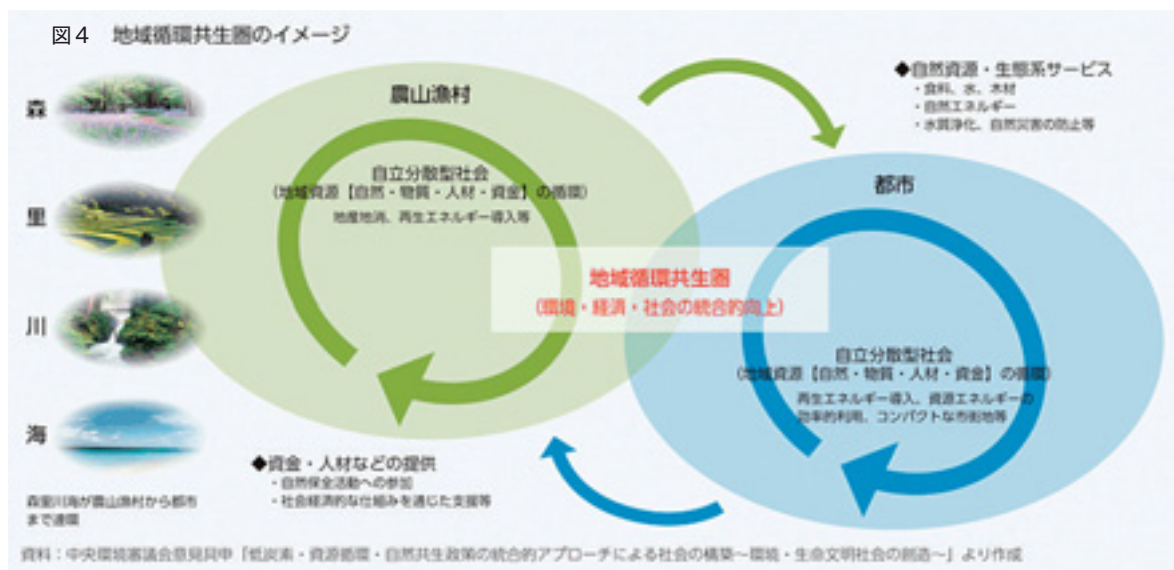 図4 地域循環共生圏のイメージ
森
里
川
海
森里川海が農山漁村から都市
まで連環
農山漁村
自立分散型社会
(地域資源【自然・物質・人材・資金】の循環)
地産地消、再生エネルギー導入等
◆自然資源・生態系サービス
・食料、水、木材
・自然エネルギー
・水質浄化、自然災害の防止等
都市
地域循環共生圏
(環境・経済・社会の統合的向上)
自立分散型社会
(地域資源【自然・物質・人材・資金】の循環)
再生エネルギー導入、資源エネルギーの
効率的利用、コンパクトな市街地等
◆資金・人材などの提供
・自然保全活動への参加
・社会経済的な仕組みを通じた支援等
資料:中央環境審議会意見具申「低炭素・資源循環・自然共生政策の統合的アプローチによる社会の構築~環境・生命文明社会の創造~」より作成